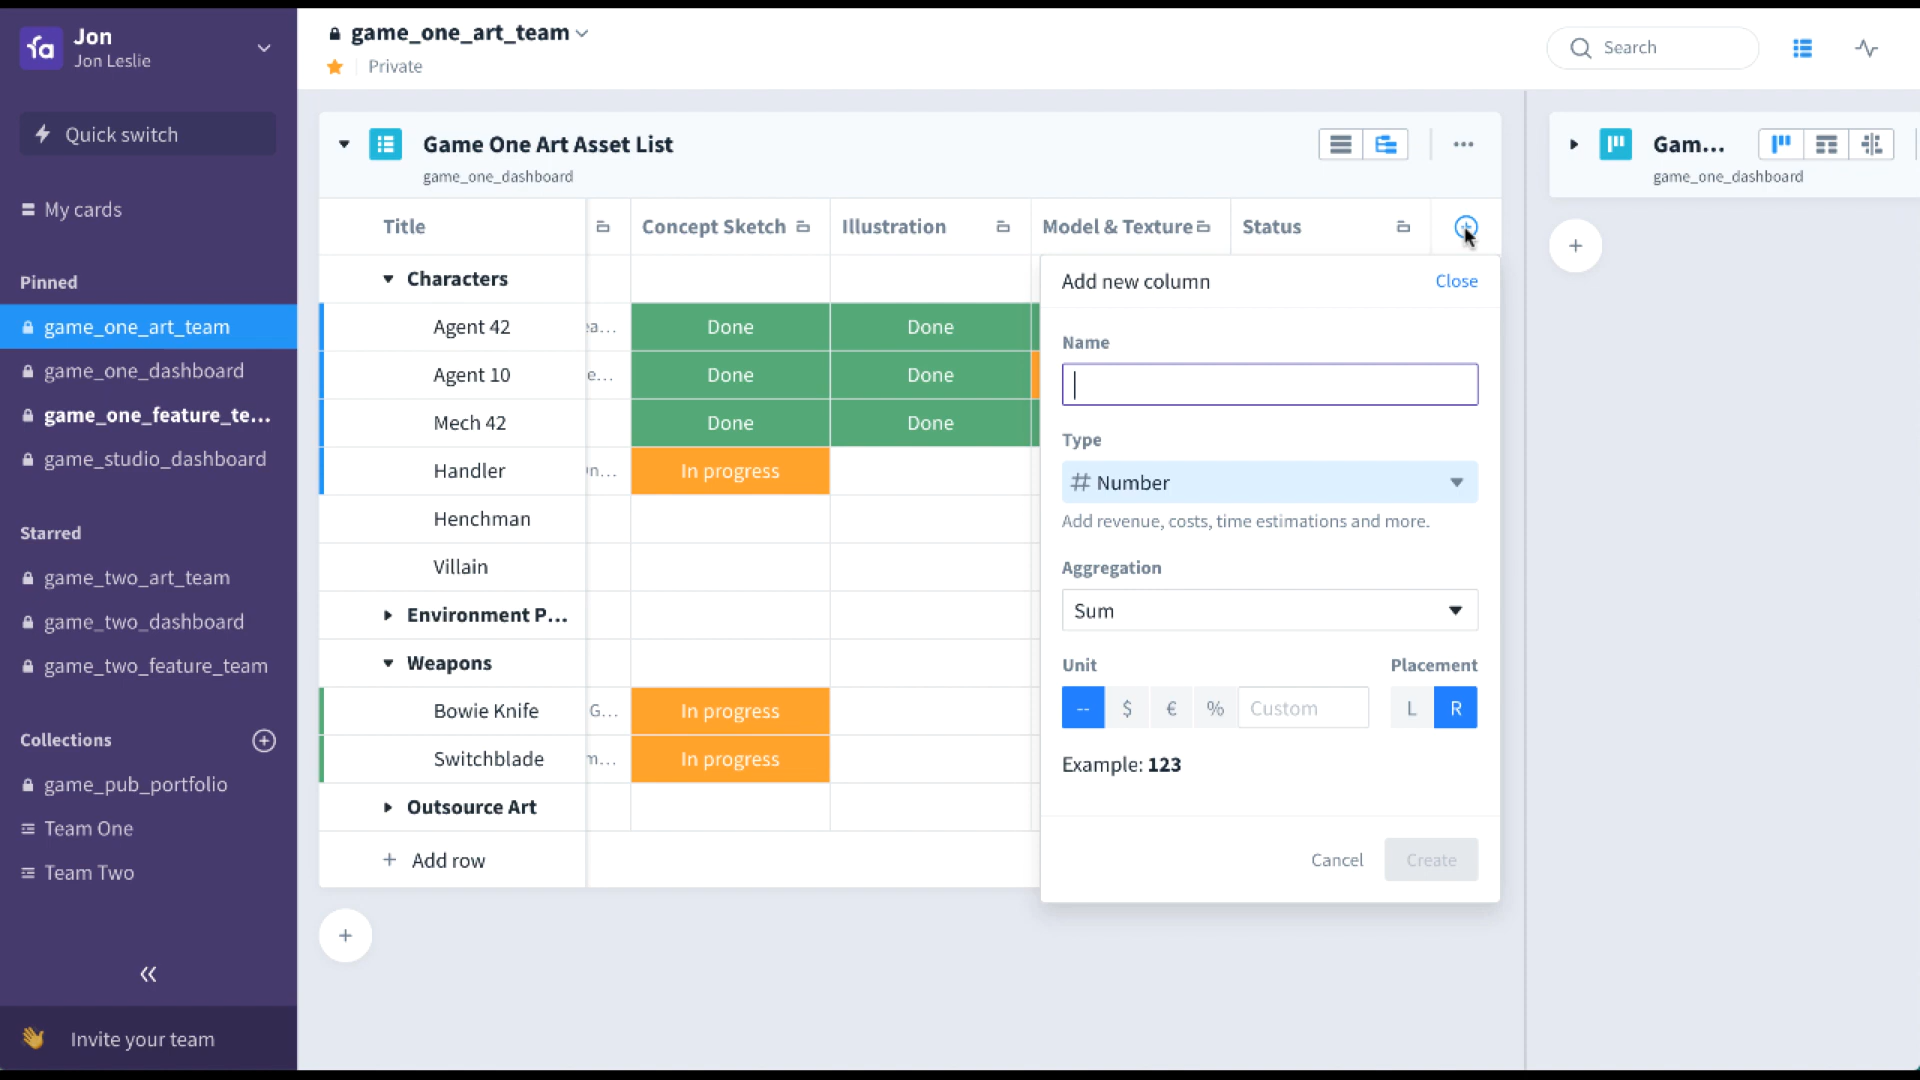 Jon
Jon Leslie
Quick switch
My cards
Pinned
game_one_art_team
game_one_dashboard
game_one_feature_te...
game_studio_dashboard
Starred
game_two_art_team
game_two_dashboard
game_two_feature_team
Collections
game_pub_portfolio
Team One
Team Two
Invite your team
game_one_art_team
Private
Search
Game One Art Asset List
game_one_dashboard
Title Concept Sketch Illustration Model & Texture Status
Characters
Agent 42 Done Done
Agent 10 e... Done Done
Mech 42 Done Done
Handler In progress
Henchman
Villain
Environment P...
Weapons
Bowie Knife G... In progress
Switchblade In progress
Outsource Art
+ Add row
Add new column Close
Name
Type
# Number
Add revenue, costs, time estimations and more.
Aggregation
Sum
Unit Placement
-- $ € % Custom L R
Example: 123
Cancel Create
Gam...
game_one_dashboard